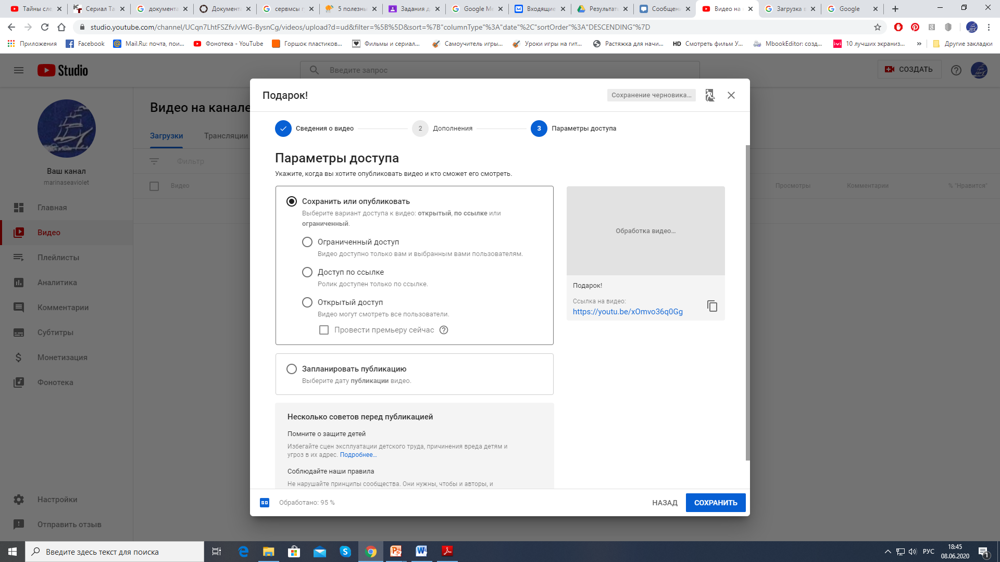 Тайны сле
Сериал Та
документа
Документа
сервмсы г
5 полезны
Задания д
Google Me
Входящие
Результат
Сообщен
Видео на
Загрузка в
Google
studio.youtube.com/channel/UCqn7LhtFSZfvJvWG-BysnCg/videos/upload?d=ud&filter=%5B%5D&sort=%7B"columnType"%3A"date"%2C"sortOrder"%3A"DESCENDING"%7D
Приложения
Facebook
Mail.Ru: почта, пои...
Фонотека - YouTube
Горшок пластиков...
Фильмы и сериал...
Самоучитель игры...
Уроки игры на гит...
Растяжка для начи...
HD Смотреть фильм У...
MbookEditor: созд...
10 лучших экраниз...
»
Другие закладки
Studio
Введите запрос
СОЗДАТЬ
Ваш канал
marinaseaviolet
Главная
Видео
Плейлисты
Аналитика
Комментарии
Субтитры
Монетизация
Фонотека
Настройки
Отправить отзыв
Видео на канале
Загрузки
Трансляции
Фильтр
Видео
Просмотры
Комментарии
% "Нравится"
Подарок!
Сохранение черновика...
Сведения о видео
2 Дополнения
3 Параметры доступа
Параметры доступа
Укажите, когда вы хотите опубликовать видео и кто сможет его смотреть.
Сохранить или опубликовать
Выберите вариант доступа к видео: открытый, по ссылке или
ограниченный.
Ограниченный доступ
Видео доступно только вам и выбранным вами пользователям.
Доступ по ссылке
Ролик доступен только по ссылке.
Открытый доступ
Видео могут смотреть все пользователи.
Провести премьеру сейчас
Запланировать публикацию
Выберите дату публикации видео.
Несколько советов перед публикацией
Помните о защите детей
Избегайте сцен эксплуатации детского труда, причинения вреда детям и
угроз в их адрес. Подробнее...
Соблюдайте наши правила
Не нарушайте принципы сообщества. Они нужны, чтобы и авторы, и
Обработка видео...
Подарок!
Ссылка на видео:
https://youtu.be/xOmvo36q0Gg
SD
Обработано: 95 %
НАЗАД
СОХРАНИТЬ
Введите здесь текст для поиска
РУС
18:45
08.06.2020
1